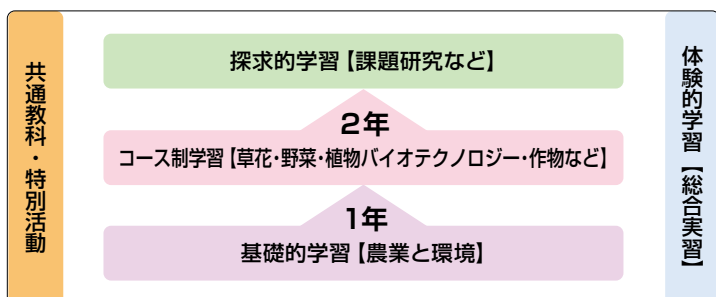 共通教科・特別活動
探求的学習【課題研究など】
2年
コース制学習【草花・野菜・植物バイオテクノロジー・作物など】
1年
基礎的学習【農業と環境】
体験的学習【総合実習】